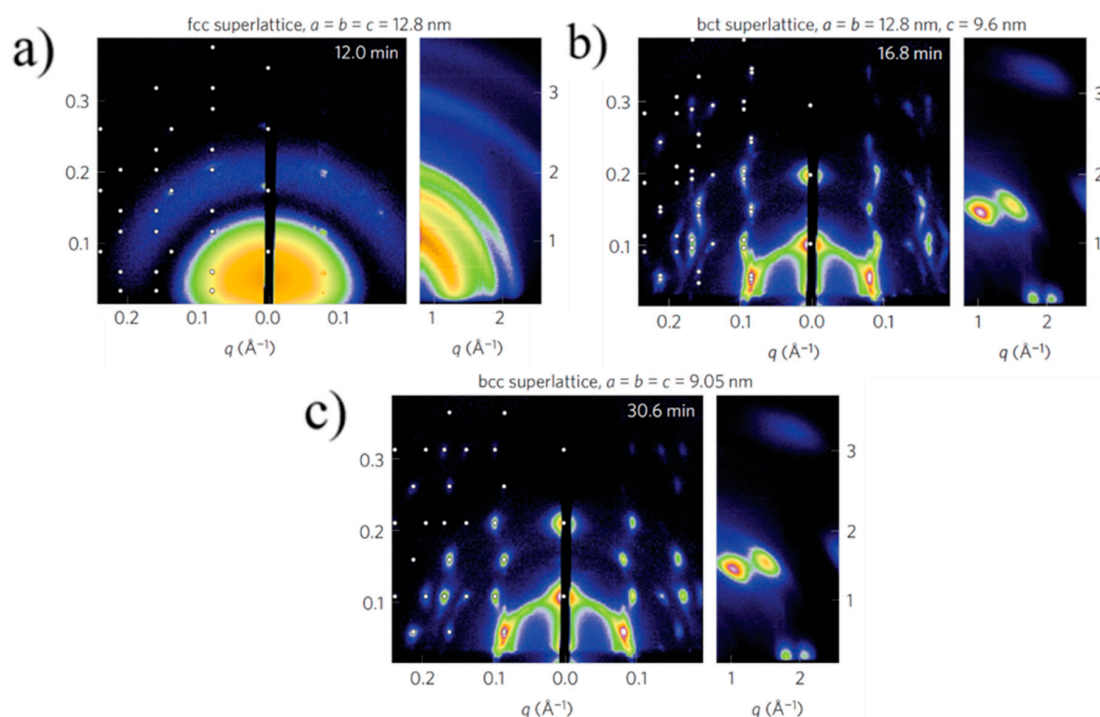 a)
fcc superlattice, a = b = c = 12.8 nm
12.0 min
0.3
0.2
0.1
0.2 0.1 0.0 0.1
q (Å⁻¹)
3
2
1
1 2
q (Å⁻¹)
b)
bct superlattice, a = b = 12.8 nm, c = 9.6 nm
16.8 min
0.3
0.2
0.1
0.1 0.0 0.1
q (Å⁻¹)
3
2
1
1 2
q (Å⁻¹)
c)
bcc superlattice, a = b = c = 9.05 nm
30.6 min
0.3
0.2
0.1
0.2 0.1 0.0 0.1
q (Å⁻¹)
3
2
1
1 2
q (Å⁻¹)